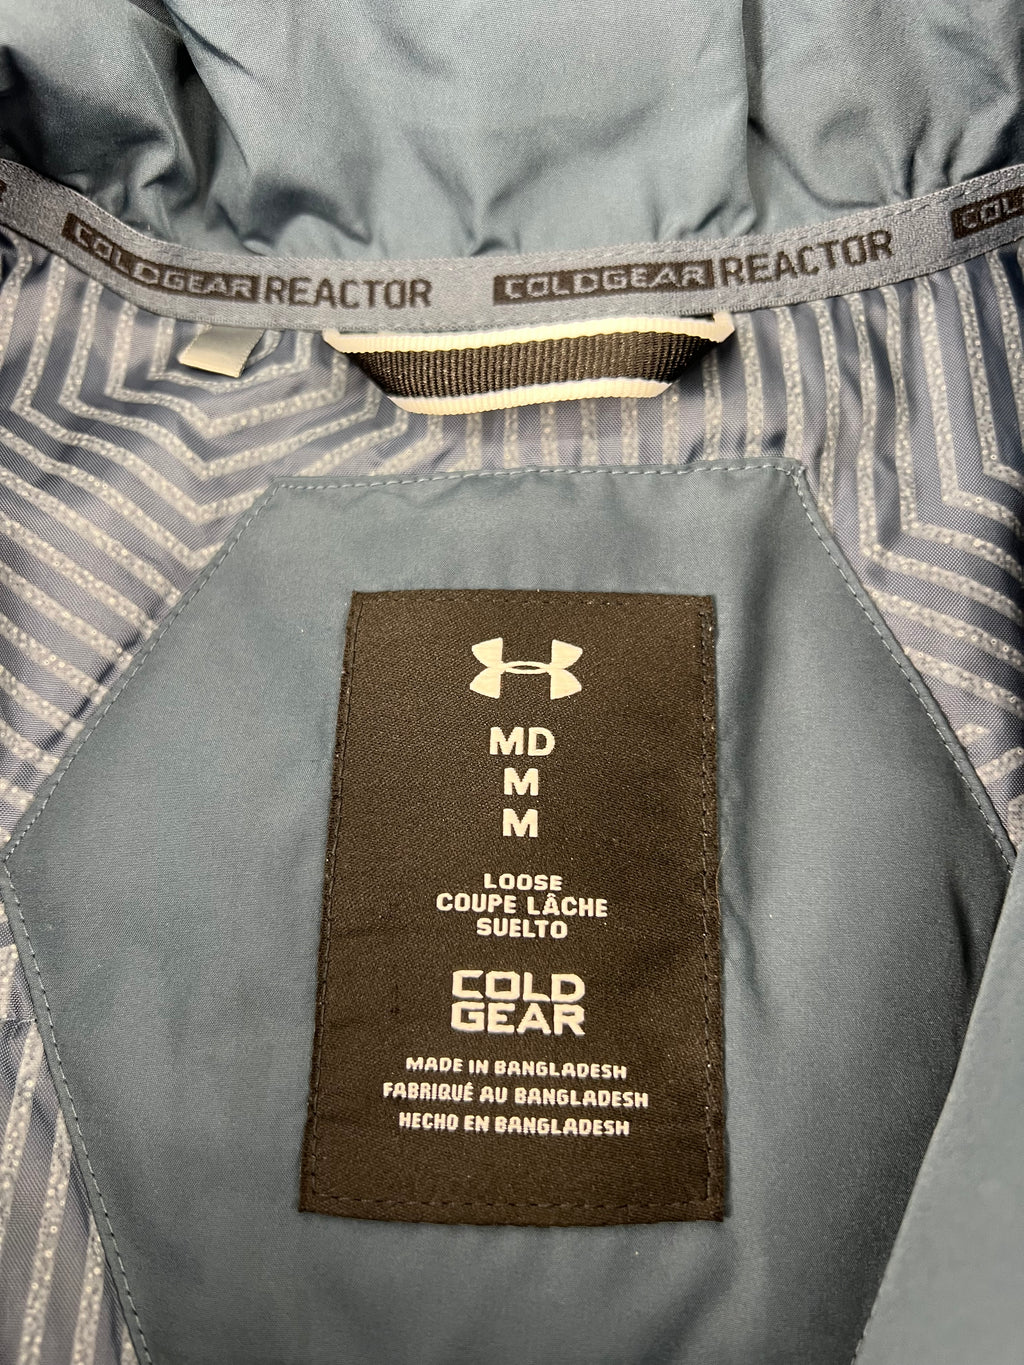 COLDGEAR REACTOR COLDGEAR REACTOR COL
MD
M
M
LOOSE
COUPE LÂCHE
SUELTO
COLD
GEAR
MADE IN BANGLADESH
FABRIQUÉ AU BANGLADESH
HECHO EN BANGLADESH